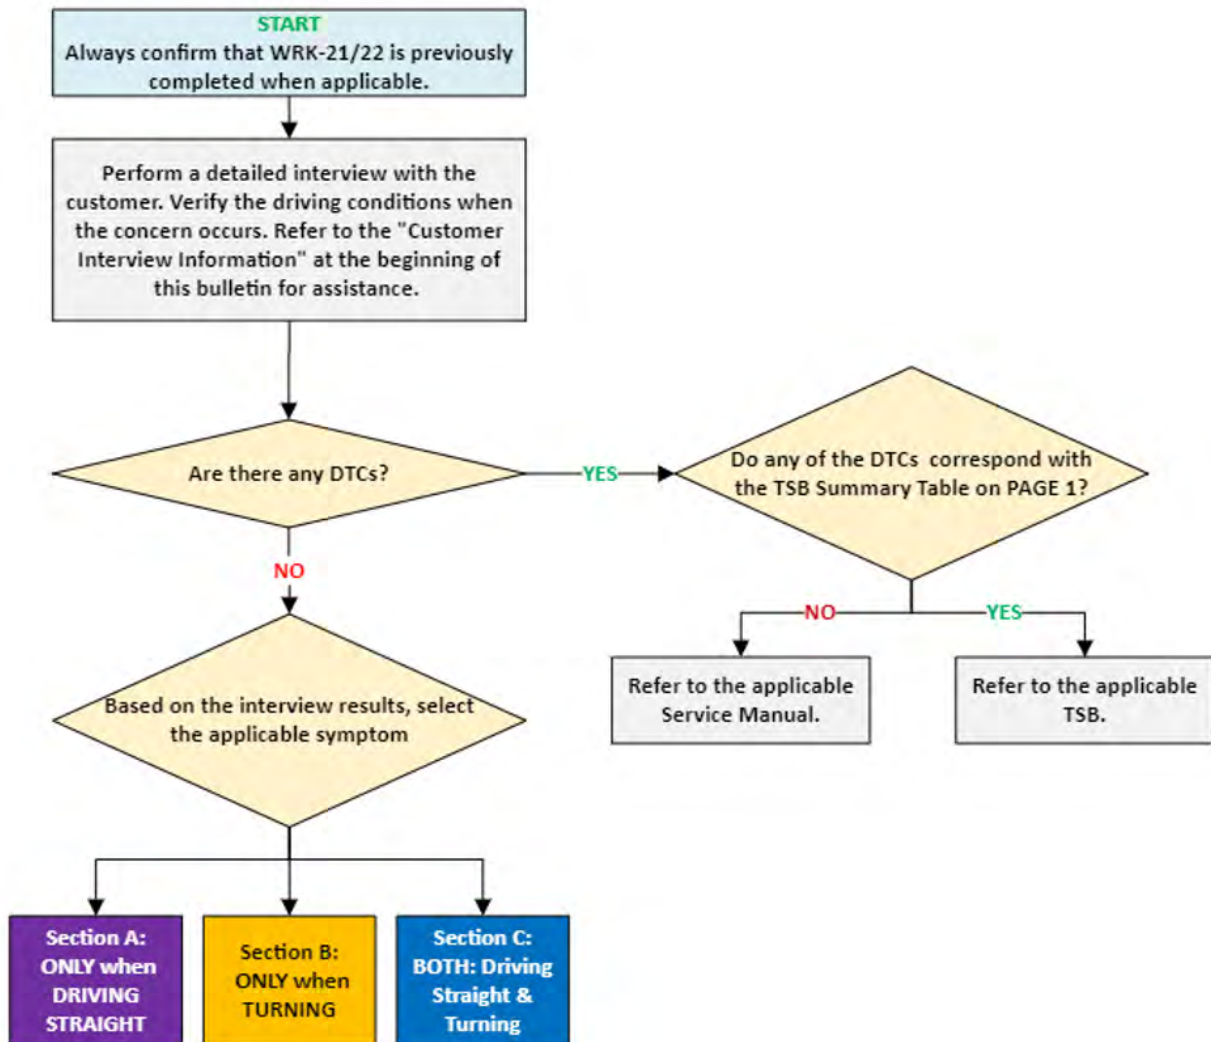 START
Always confirm that WRK-21/22 is previously
completed when applicable.
Perform a detailed interview with the
customer. Verify the driving conditions when
the concern occurs. Refer to the "Customer
Interview Information" at the beginning of
this bulletin for assistance.
Are there any DTCs?
YES
Do any of the DTCs correspond with
the TSB Summary Table on PAGE 1?
NO
NO
YES
Refer to the applicable
Service Manual.
Refer to the applicable
TSB.
Based on the interview results, select
the applicable symptom
Section A:
ONLY when
DRIVING
STRAIGHT
Section B:
ONLY when
TURNING
Section C:
BOTH: Driving
Straight &
Turning